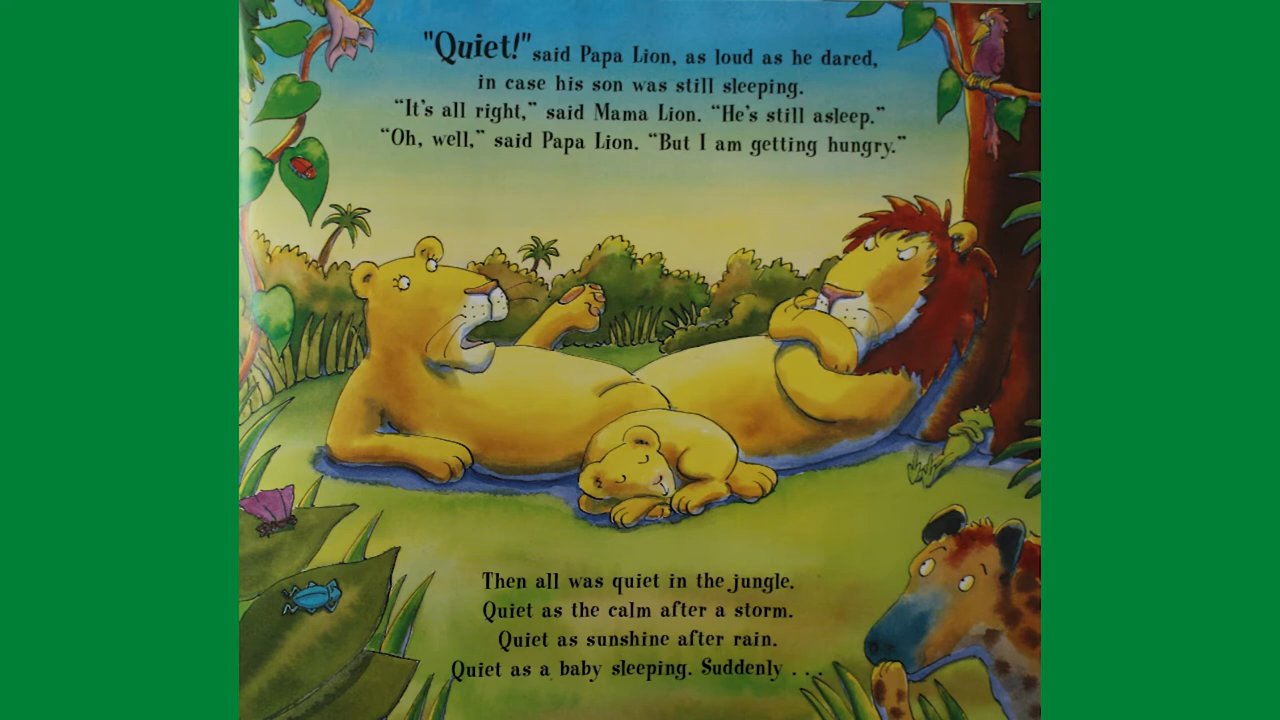 "Quiet!" said Papa Lion, as loud as he dared,
in case his son was still sleeping.
“It's all right,” said Mama Lion. “He's still asleep.”
“Oh, well,” said Papa Lion. “But I am getting hungry.”
Then all was quiet in the jungle.
Quiet as the calm after a storm.
Quiet as sunshine after rain.
Quiet as a baby sleeping. Suddenly . . .